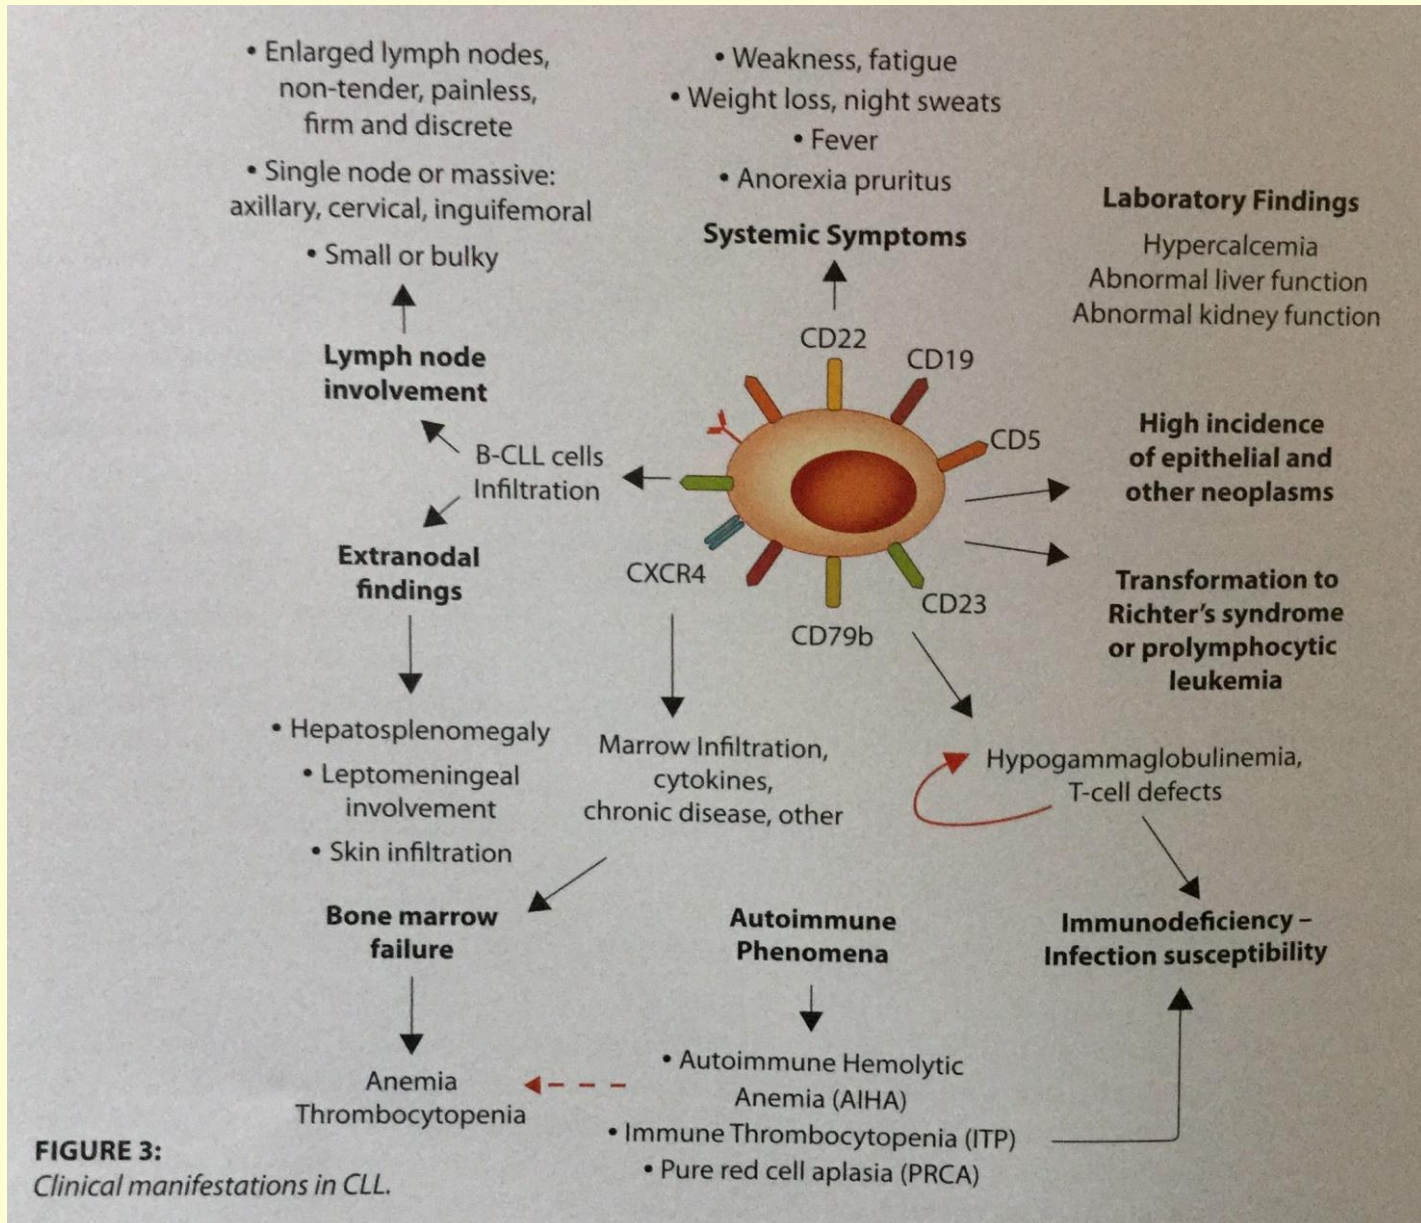 • Enlarged lymph nodes,
non-tender, painless,
firm and discrete
• Single node or massive:
axillary, cervical, inguifemoral
• Small or bulky
Lymph node
involvement
• Weakness, fatigue
• Weight loss, night sweats
• Fever
• Anorexia pruritus
Systemic Symptoms
Laboratory Findings
Hypercalcemia
Abnormal liver function
Abnormal kidney function
CD22
CD19
CD5
B-CLL cells
Infiltration
High incidence
of epithelial and
other neoplasms
Extranodal
findings
CXCR4
CD79b
CD23
Transformation to
Richter's syndrome
or prolymphocytic
leukemia
• Hepatosplenomegaly
• Leptomeningeal
involvement
• Skin infiltration
Marrow Infiltration,
cytokines,
chronic disease, other
Hypogammaglobulinemia,
T-cell defects
Bone marrow
failure
Autoimmune
Phenomena
Immunodeficiency –
Infection susceptibility
Anemia
Thrombocytopenia
• Autoimmune Hemolytic
Anemia (AIHA)
• Immune Thrombocytopenia (ITP)
• Pure red cell aplasia (PRCA)
FIGURE 3:
Clinical manifestations in CLL.